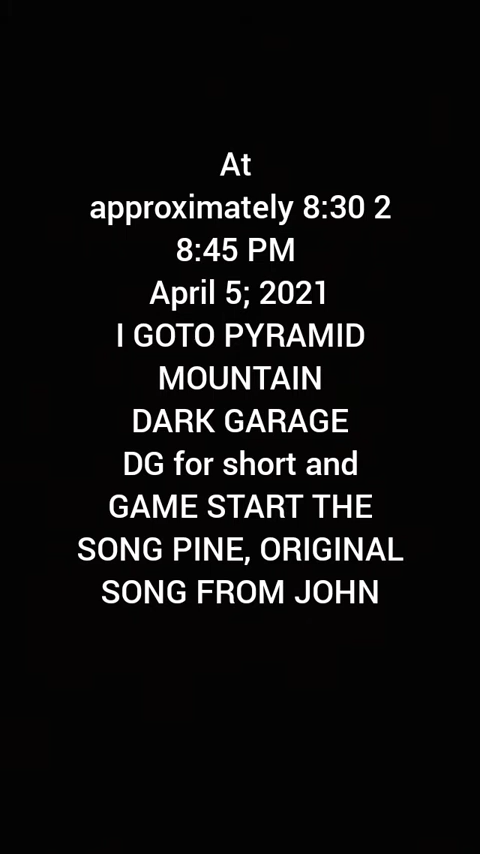 At
approximately 8:30 2
8:45 PM
April 5; 2021
I GOTO PYRAMID
MOUNTAIN
DARK GARAGE
DG for short and
GAME START THE
SONG PINE, ORIGINAL
SONG FROM JOHN